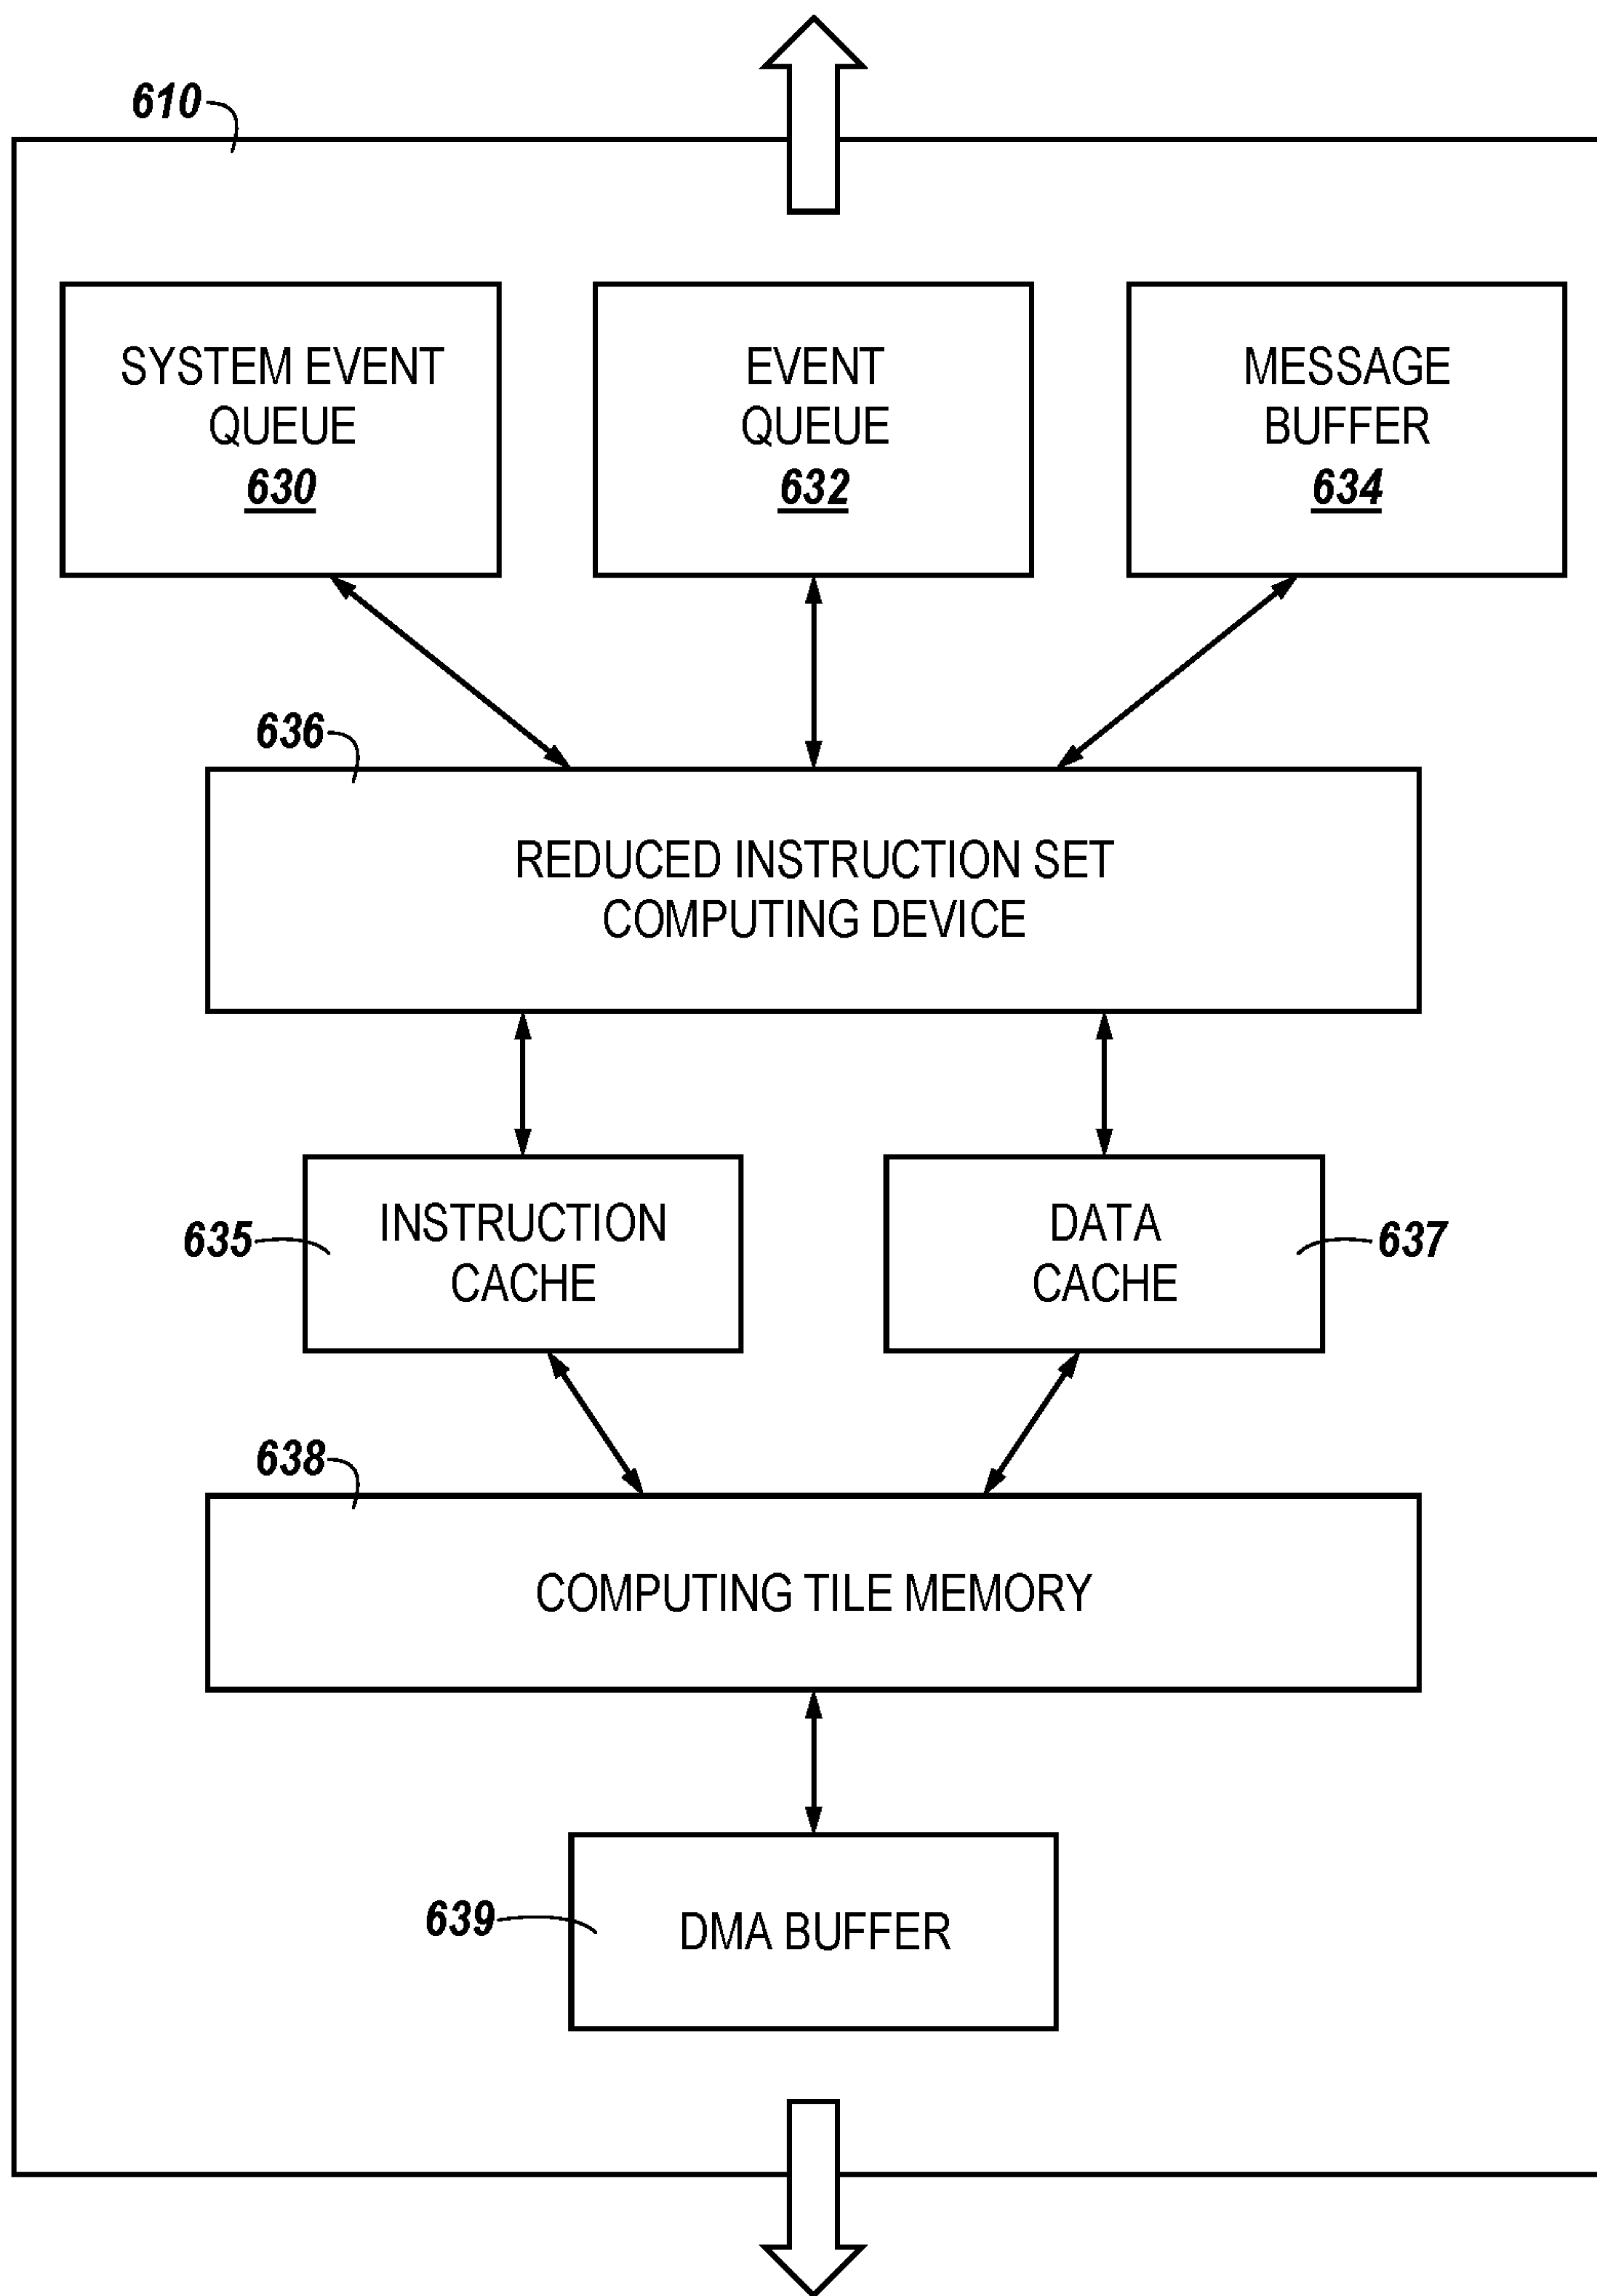 610
SYSTEM EVENT
QUEUE
630
EVENT
QUEUE
632
MESSAGE
BUFFER
634
636
REDUCED INSTRUCTION SET
COMPUTING DEVICE
635
INSTRUCTION
CACHE
DATA
CACHE
637
638
COMPUTING TILE MEMORY
639
DMA BUFFER